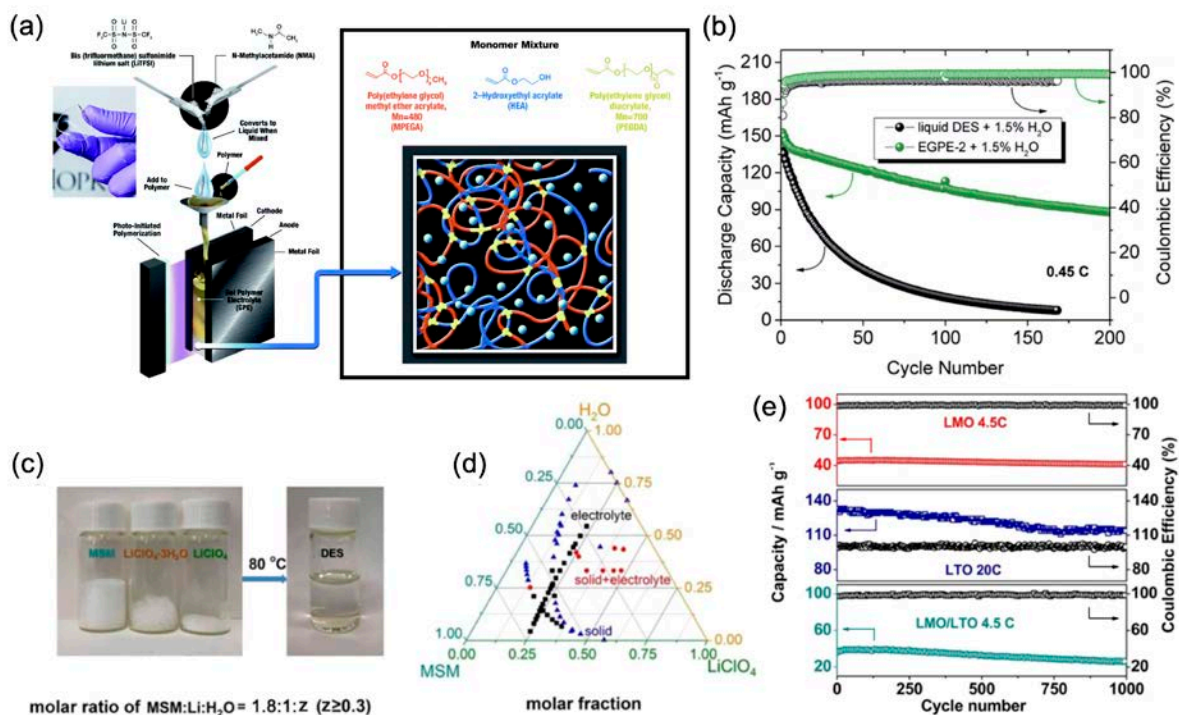 (a)
Bis (trifluormethane) sulfonimide
lithium salt (LiTFSI)
N-Methylacetamide (NMA)
Converts to
Liquid When
Mixed
Polymer
Add to
Polymer
Photo-initiated
Polymerization
Metal Foil
Cathode
Anode
Metal Foil
Gel Polymer
Electrolyte
(GPE)
Monomer Mixture
Poly(ethylene glycol)
methyl ether acrylate,
Mn=480
(MPEGA)
2-Hydroxyethyl acrylate
(HEA)
Poly(ethylene glycol)
diacrylate,
Mn=700
(PEGDA)
(b)
Discharge Capacity (mAh g⁻¹)
210
180
150
120
90
60
30
0
liquid DES + 1.5% H₂O
EGPE-2 + 1.5% H₂O
0.45 C
100
80
60
40
20
0
Coulombic Efficiency (%)
0 50 100 150 200
Cycle Number
(c)
MSM
LiClO₄·3H₂O
LiClO₄
80 °C
DES
molar ratio of MSM:Li:H₂O = 1.8:1:z (z≥0.3)
(d)
H₂O
0.00 1.00
0.25 0.75
electrolyte
0.50 0.50
solid+electrolyte
0.75 0.25
solid
1.00 0.00
0.00 0.25 0.50 0.75 1.00
MSM LiClO₄
molar fraction
(e)
Capacity / mAh g⁻¹
100
70
40
LMO 4.5C
100
70
40
140
110
80
LTO 20C
140
110
80
100
60
20
LMO/LTO 4.5 C
100
60
20
Coulombic Efficiency (%)
0 250 500 750 1000
Cycle number